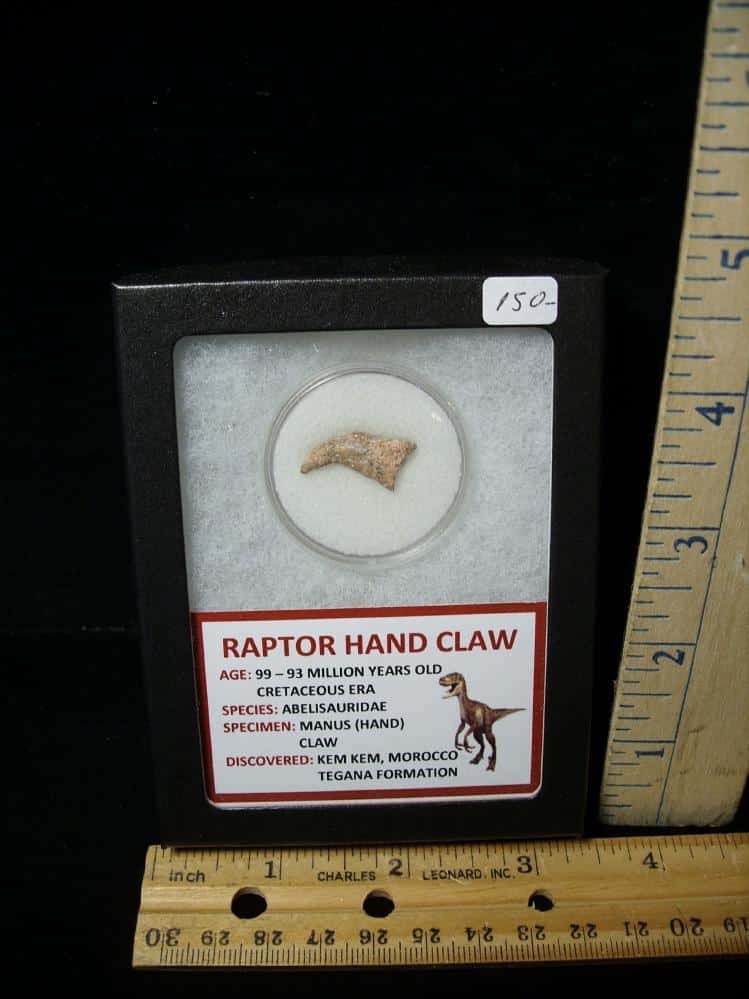 150-
RAPTOR HAND CLAW
AGE: 99 – 93 MILLION YEARS OLD
CRETACEOUS ERA
SPECIES: ABELISAURIDAE
SPECIMEN: MANUS (HAND)
CLAW
DISCOVERED: KEM KEM, MOROCCO
TEGANA FORMATION
5
4
3
2
1
Inch 1 2 3 4
CHARLES LEONARD, INC.
30 29 28 27 26 25 24 23 22 21 20 19